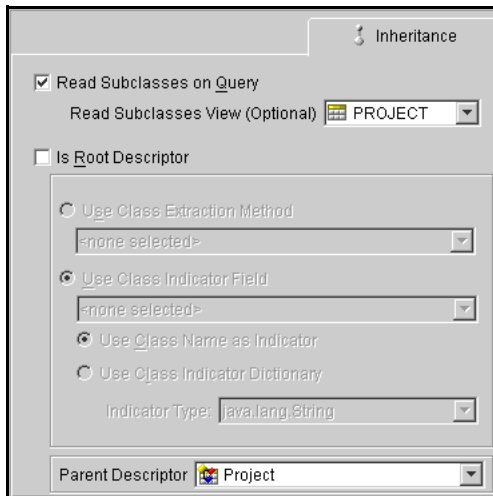 Inheritance
Read Subclasses on Query
Read Subclasses View (Optional) PROJECT
Is Root Descriptor
Use Class Extraction Method
<none selected>
Use Class Indicator Field
<none selected>
Use Class Name as Indicator
Use Class Indicator Dictionary
Indicator Type: java.lang.String
Parent Descriptor Project